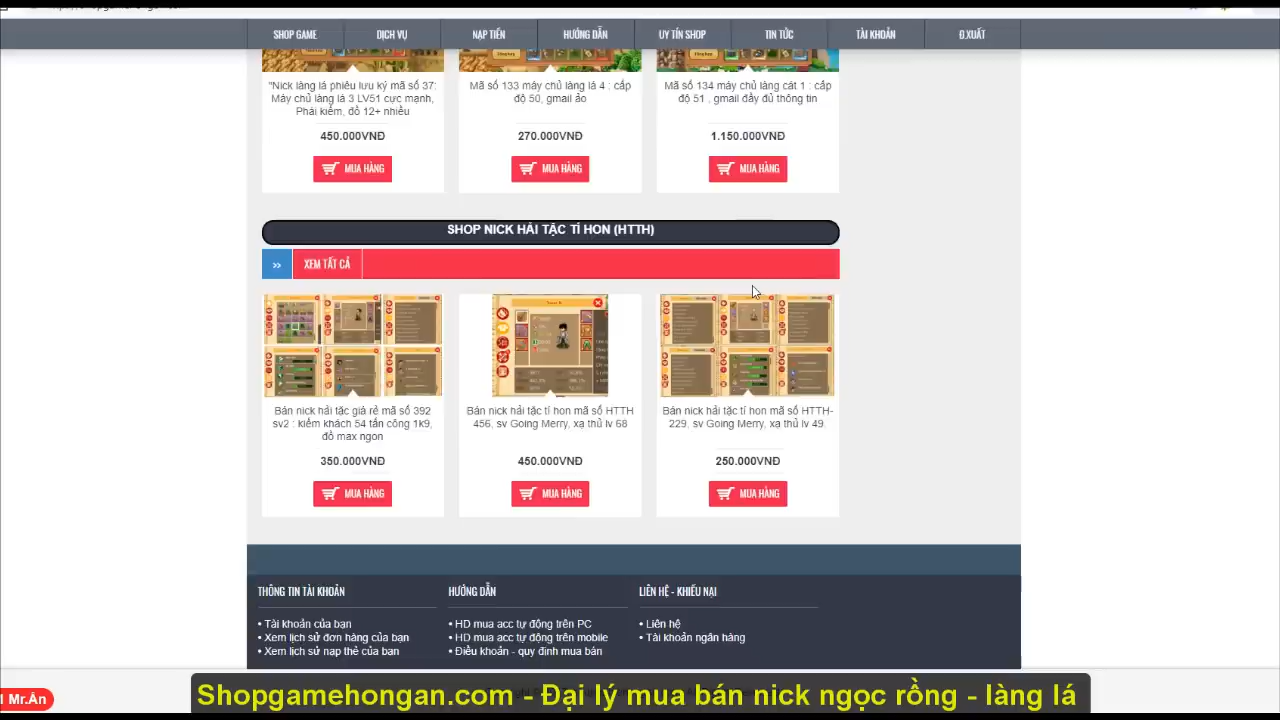 SHOP GAME
DỊCH VỤ
NẠP TIỀN
HƯỚNG DẪN
UY TÍN SHOP
TIN TỨC
TÀI KHOẢN
Đ.XUẤT
"Nick làng lá phiêu lưu ký mã số 37:
Máy chủ làng lá 3 LV51 cực mạnh,
Phái kiếm, đồ 12+ nhiều
450.000VNĐ
MUA HÀNG
Mã số 133 máy chủ làng lá 4 : cấp
độ 50, gmail ảo
270.000VNĐ
MUA HÀNG
Mã số 134 máy chủ làng cát 1 : cấp
độ 51 , gmail đầy đủ thông tin
1.150.000VNĐ
MUA HÀNG
SHOP NICK HẢI TẶC TÍ HON (HTTH)
>>
XEM TẤT CẢ
Bán nick hải tặc giá rẻ mã số 392
sv2 : kiếm khách 54 tấn công 1k9,
đồ max ngon
350.000VNĐ
MUA HÀNG
Bán nick hải tặc tí hon mã số HTTH
456, sv Going Merry, xạ thủ lv 68
450.000VNĐ
MUA HÀNG
Bán nick hải tặc tí hon mã số HTTH-
229, sv Going Merry, xạ thủ lv 49.
250.000VNĐ
MUA HÀNG
THÔNG TIN TÀI KHOẢN
• Tài khoản của bạn
• Xem lịch sử đơn hàng của bạn
• Xem lịch sử nạp thẻ của bạn
HƯỚNG DẪN
• HD mua acc tự động trên PC
• HD mua acc tự động trên mobile
• Điều khoản - quy định mua bán
LIÊN HỆ - KHIẾU NẠI
• Liên hệ
• Tài khoản ngân hàng
Mr.Ân
Shopgamehongan.com - Đại lý mua bán nick ngọc rồng - làng lá